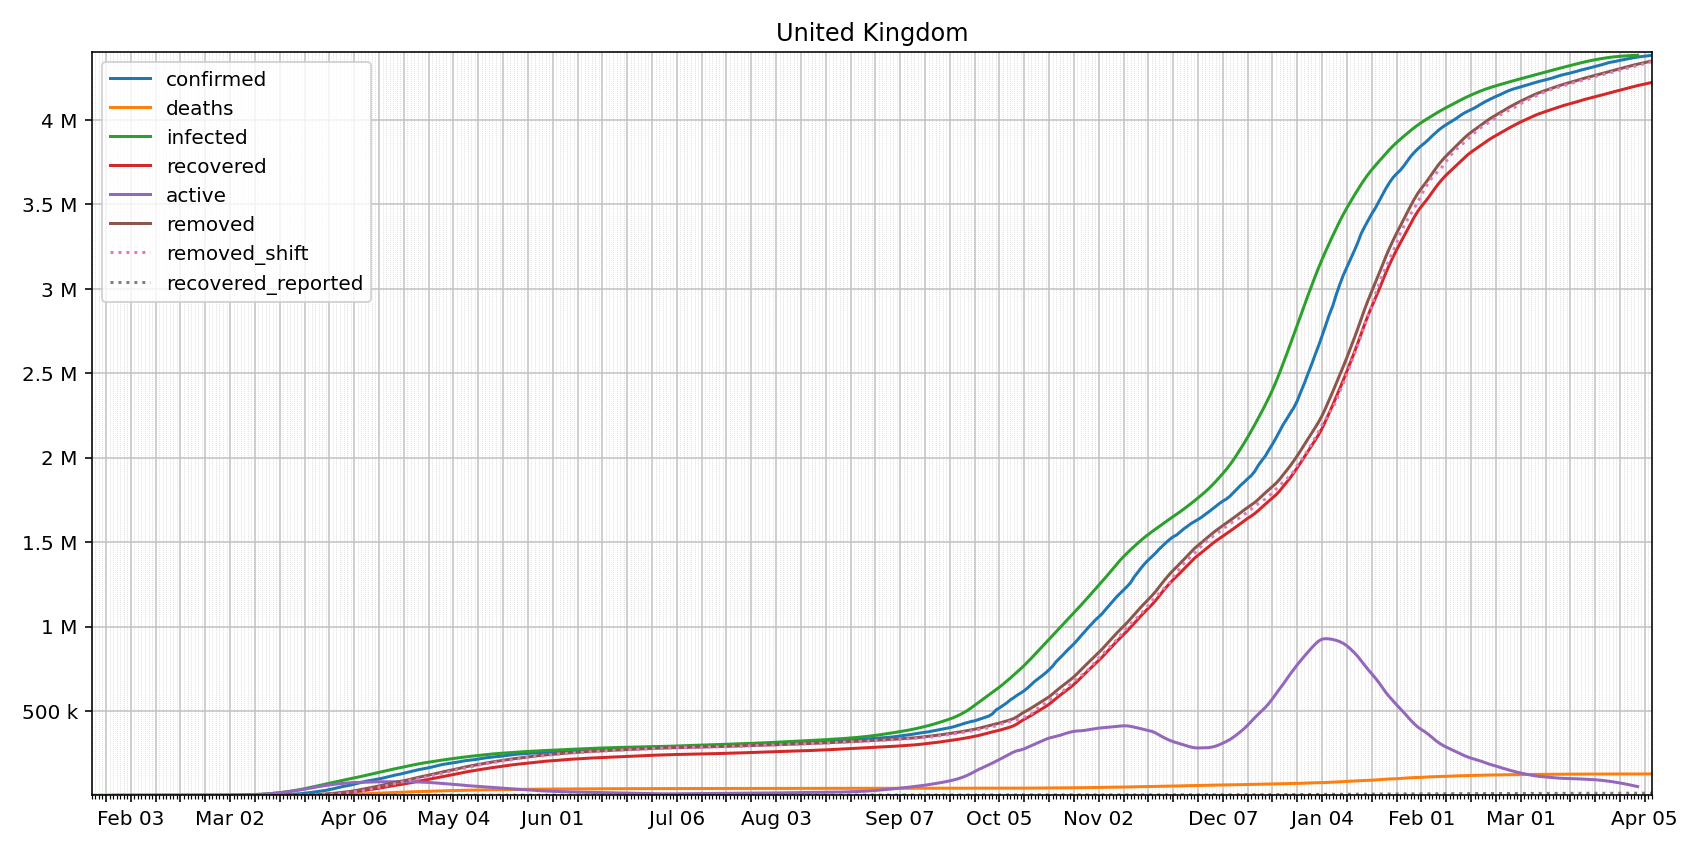 United Kingdom
confirmed
deaths
infected
recovered
active
removed
removed_shift
recovered_reported
4 M
3.5 M
3 M
2.5 M
2 M
1.5 M
1 M
500 k
Feb 03 Mar 02 Apr 06 May 04 Jun 01 Jul 06 Aug 03 Sep 07 Oct 05 Nov 02 Dec 07 Jan 04 Feb 01 Mar 01 Apr 05